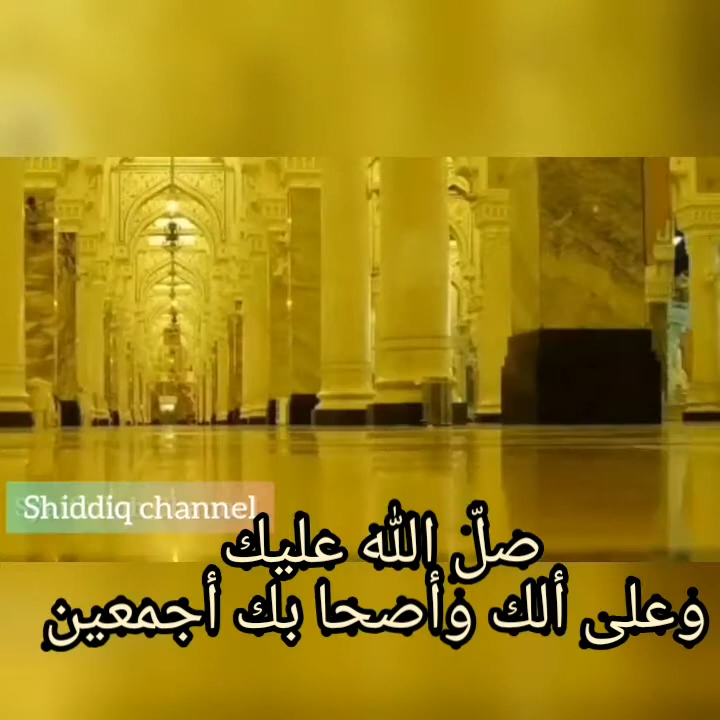 Shiddiq channel
صلّ الله عليك
وعلى ألك وأصحا بك أجمعين